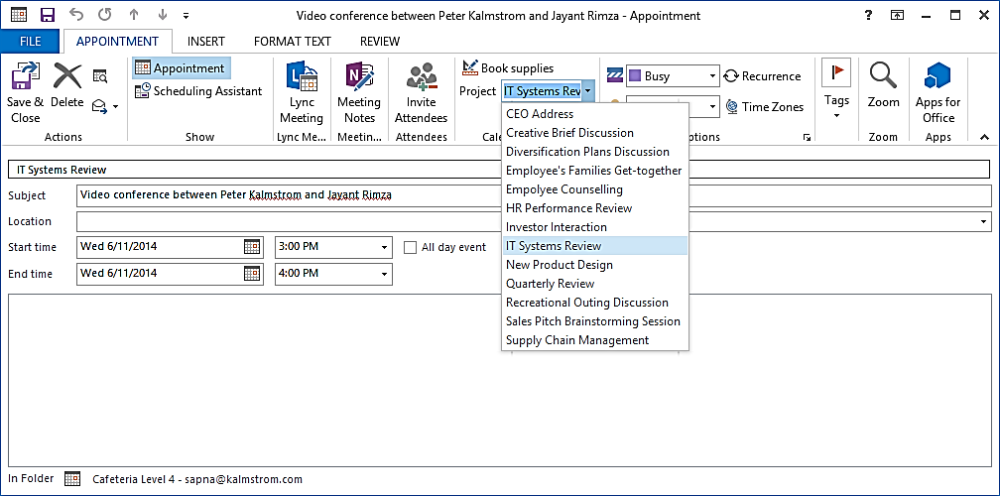 Video conference between Peter Kalmstrom and Jayant Rimza - Appointment
?
FILE APPOINTMENT INSERT FORMAT TEXT REVIEW
Save & Close
Delete
Actions
Appointment
Scheduling Assistant
Show
Lync Meeting
Lync Me...
Meeting Notes
Meetin...
Invite Attendees
Attendees
Book supplies
Project IT Systems Rev
Busy
Recurrence
Time Zones
Tags
Zoom
Zoom
Apps for Office
Apps
CEO Address
Creative Brief Discussion
Diversification Plans Discussion
Employee's Families Get-together
Empolyee Counselling
HR Performance Review
Investor Interaction
IT Systems Review
New Product Design
Quarterly Review
Recreational Outing Discussion
Sales Pitch Brainstorming Session
Supply Chain Management
IT Systems Review
Subject Video conference between Peter Kalmstrom and Jayant Rimza
Location
Start time Wed 6/11/2014 3:00 PM All day event
End time Wed 6/11/2014 4:00 PM
In Folder Cafeteria Level 4 - sapna@kalmstrom.com